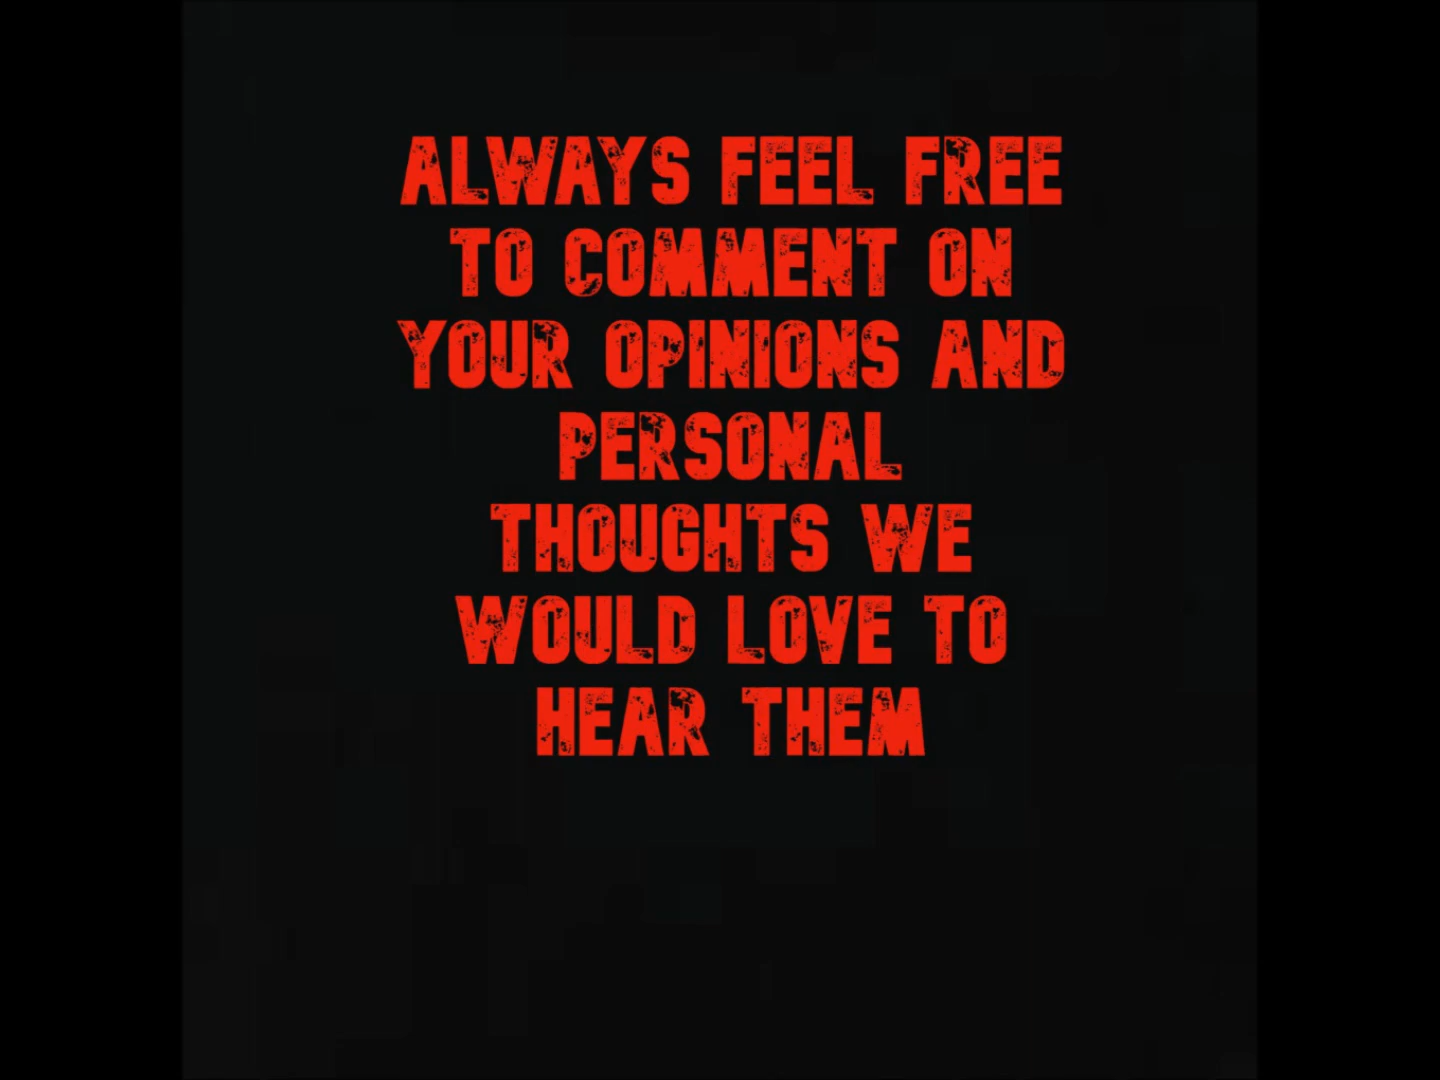 ALWAYS FEEL FREE
TO COMMENT ON
YOUR OPINIONS AND
PERSONAL
THOUGHTS WE
WOULD LOVE TO
HEAR THEM